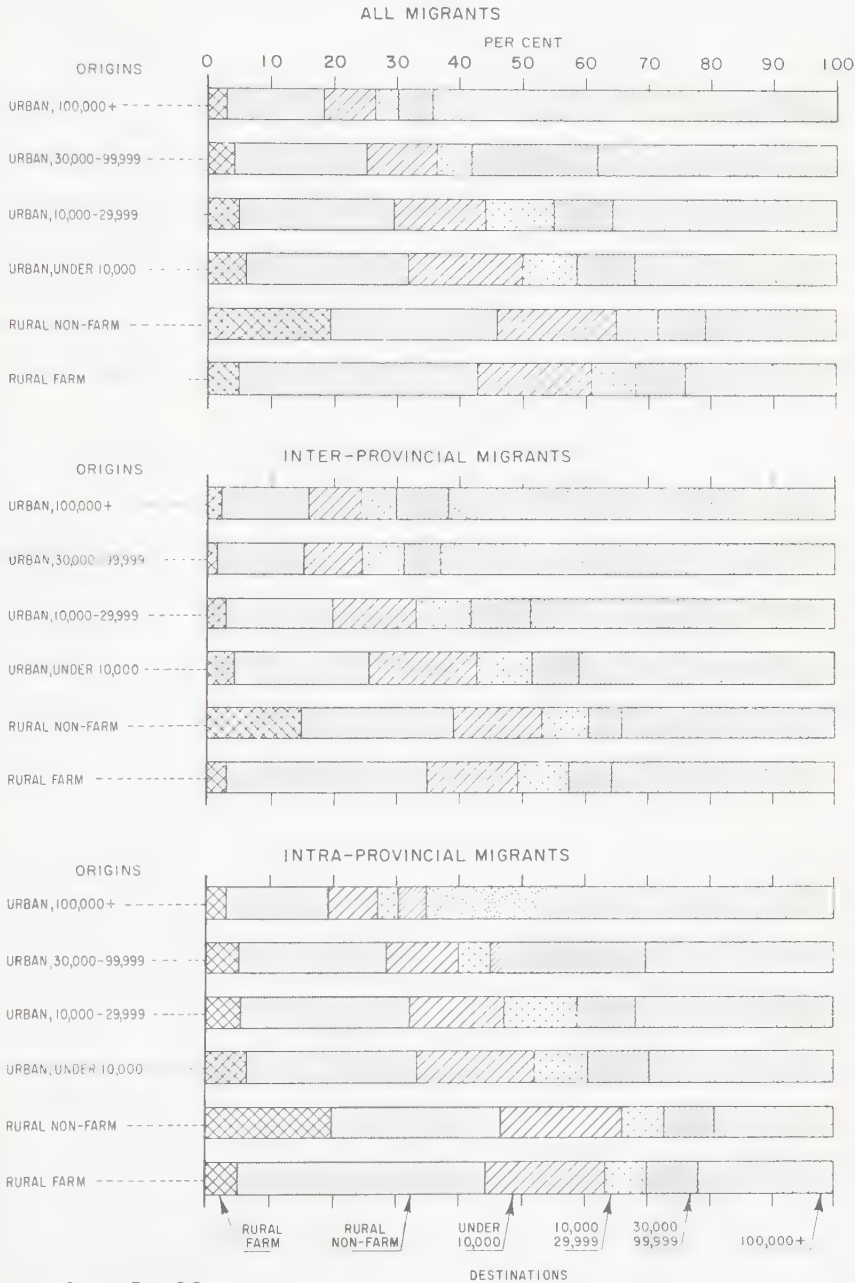 ALL MIGRANTS
PER CENT
ORIGINS
0 10 20 30 40 50 60 70 80 90 100
URBAN, 100,000+
URBAN, 30,000-99,999
URBAN, 10,000-29,999
URBAN, UNDER 10,000
RURAL NON-FARM
RURAL FARM
INTER-PROVINCIAL MIGRANTS
ORIGINS
URBAN, 100,000+
URBAN, 30,000 99,999
URBAN, 10,000-29,999
URBAN, UNDER 10,000
RURAL NON-FARM
RURAL FARM
INTRA-PROVINCIAL MIGRANTS
ORIGINS
URBAN, 100,000+
URBAN, 30,000-99,999
URBAN, 10,000-29,999
URBAN, UNDER 10,000
RURAL NON-FARM
RURAL FARM
RURAL FARM
RURAL NON-FARM
UNDER 10,000
10,000 29,999
30,000 99,999
100,000+
DESTINATIONS